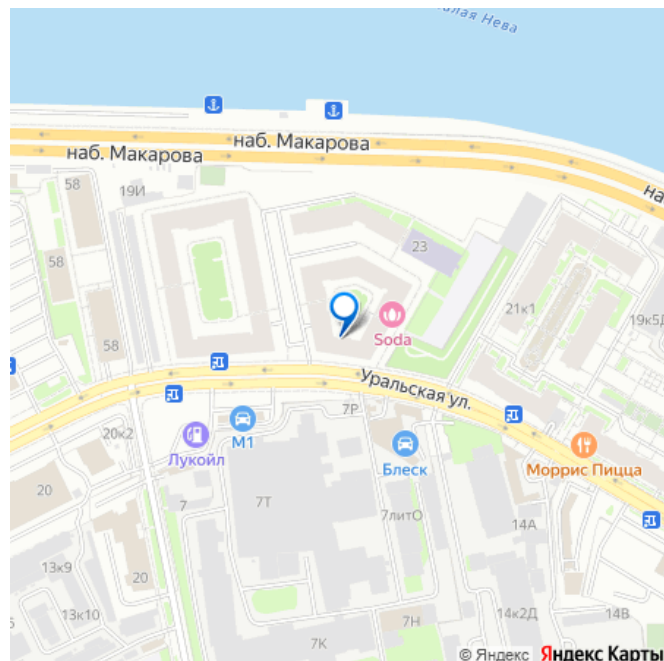 алая Нева
наб. Макарова
наб. Макарова
на
58
19И
23
58
21к1
19к5Д
Soda
58
Уральская ул.
7Р
20к2
М1
Лукойл
Блеск
Моррис Пицца
20
7
7Т
7литО
14А
13к9
20
13к10
5
14к2Д
14В
7Н
7К
© Яндекс Яндекс Карты